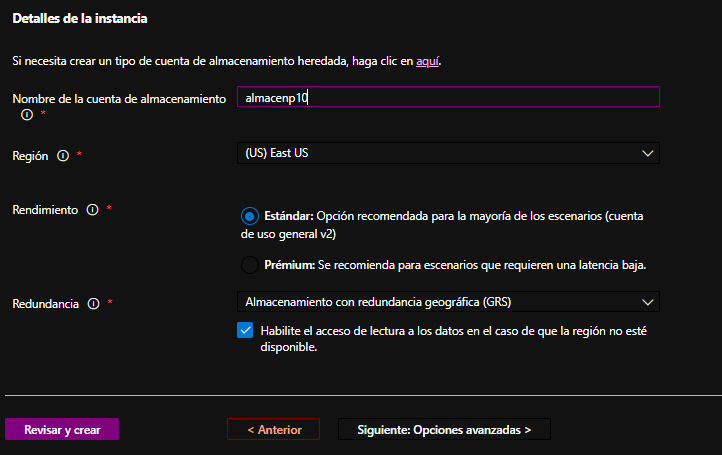 Detalles de la instancia
Si necesita crear un tipo de cuenta de almacenamiento heredada, haga clic en aquí.
Nombre de la cuenta de almacenamiento * almacenp10
Región * (US) East US
Rendimiento * Estándar: Opción recomendada para la mayoría de los escenarios (cuenta
de uso general v2)
Prémium: Se recomienda para escenarios que requieren una latencia baja.
Redundancia * Almacenamiento con redundancia geográfica (GRS)
Habilite el acceso de lectura a los datos en el caso de que la región no esté
disponible.
Revisar y crear < Anterior Siguiente: Opciones avanzadas >